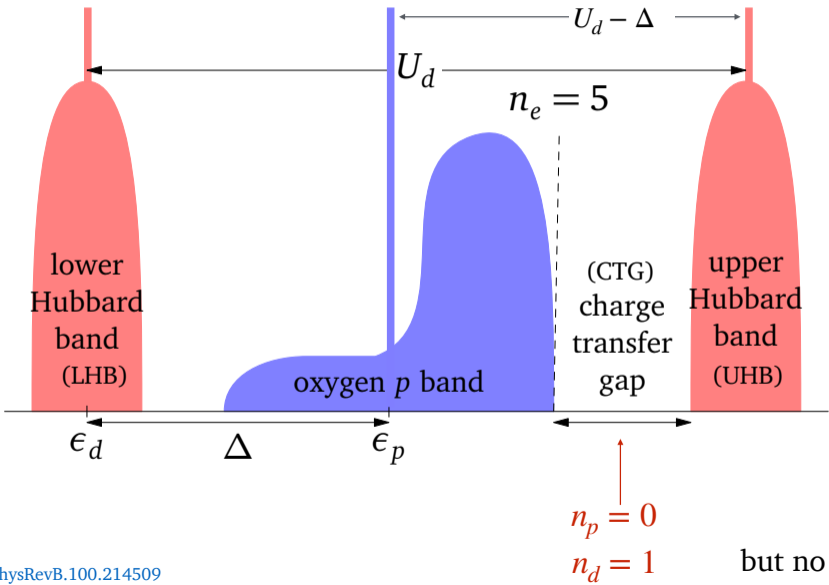 U_d − Δ
U_d
n_e = 5
lower
Hubbard
band
(LHB)
oxygen p band
(CTG)
charge
transfer
gap
upper
Hubbard
band
(UHB)
ϵ_d
Δ
ϵ_p
n_p = 0
n_d = 1
but no
hysRevB.100.214509